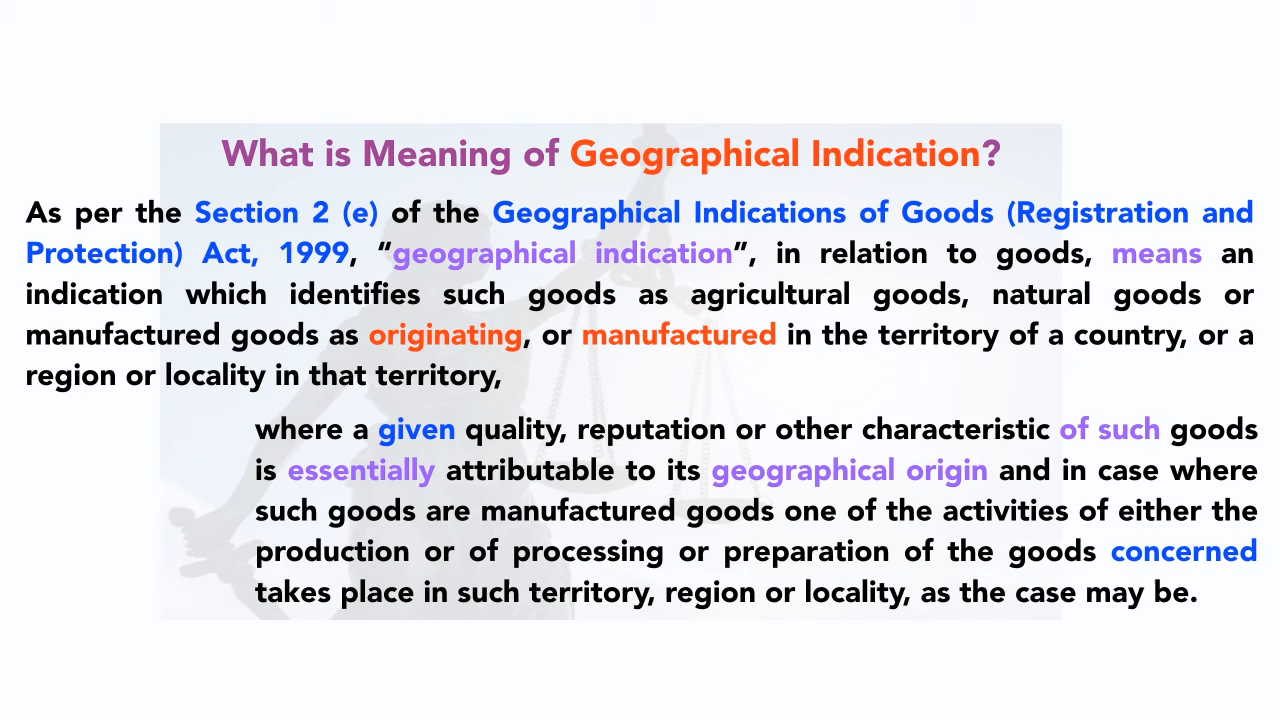 What is Meaning of Geographical Indication?
As per the Section 2 (e) of the Geographical Indications of Goods (Registration and
Protection) Act, 1999, “geographical indication”, in relation to goods, means an
indication which identifies such goods as agricultural goods, natural goods or
manufactured goods as originating, or manufactured in the territory of a country, or a
region or locality in that territory,
where a given quality, reputation or other characteristic of such goods
is essentially attributable to its geographical origin and in case where
such goods are manufactured goods one of the activities of either the
production or of processing or preparation of the goods concerned
takes place in such territory, region or locality, as the case may be.